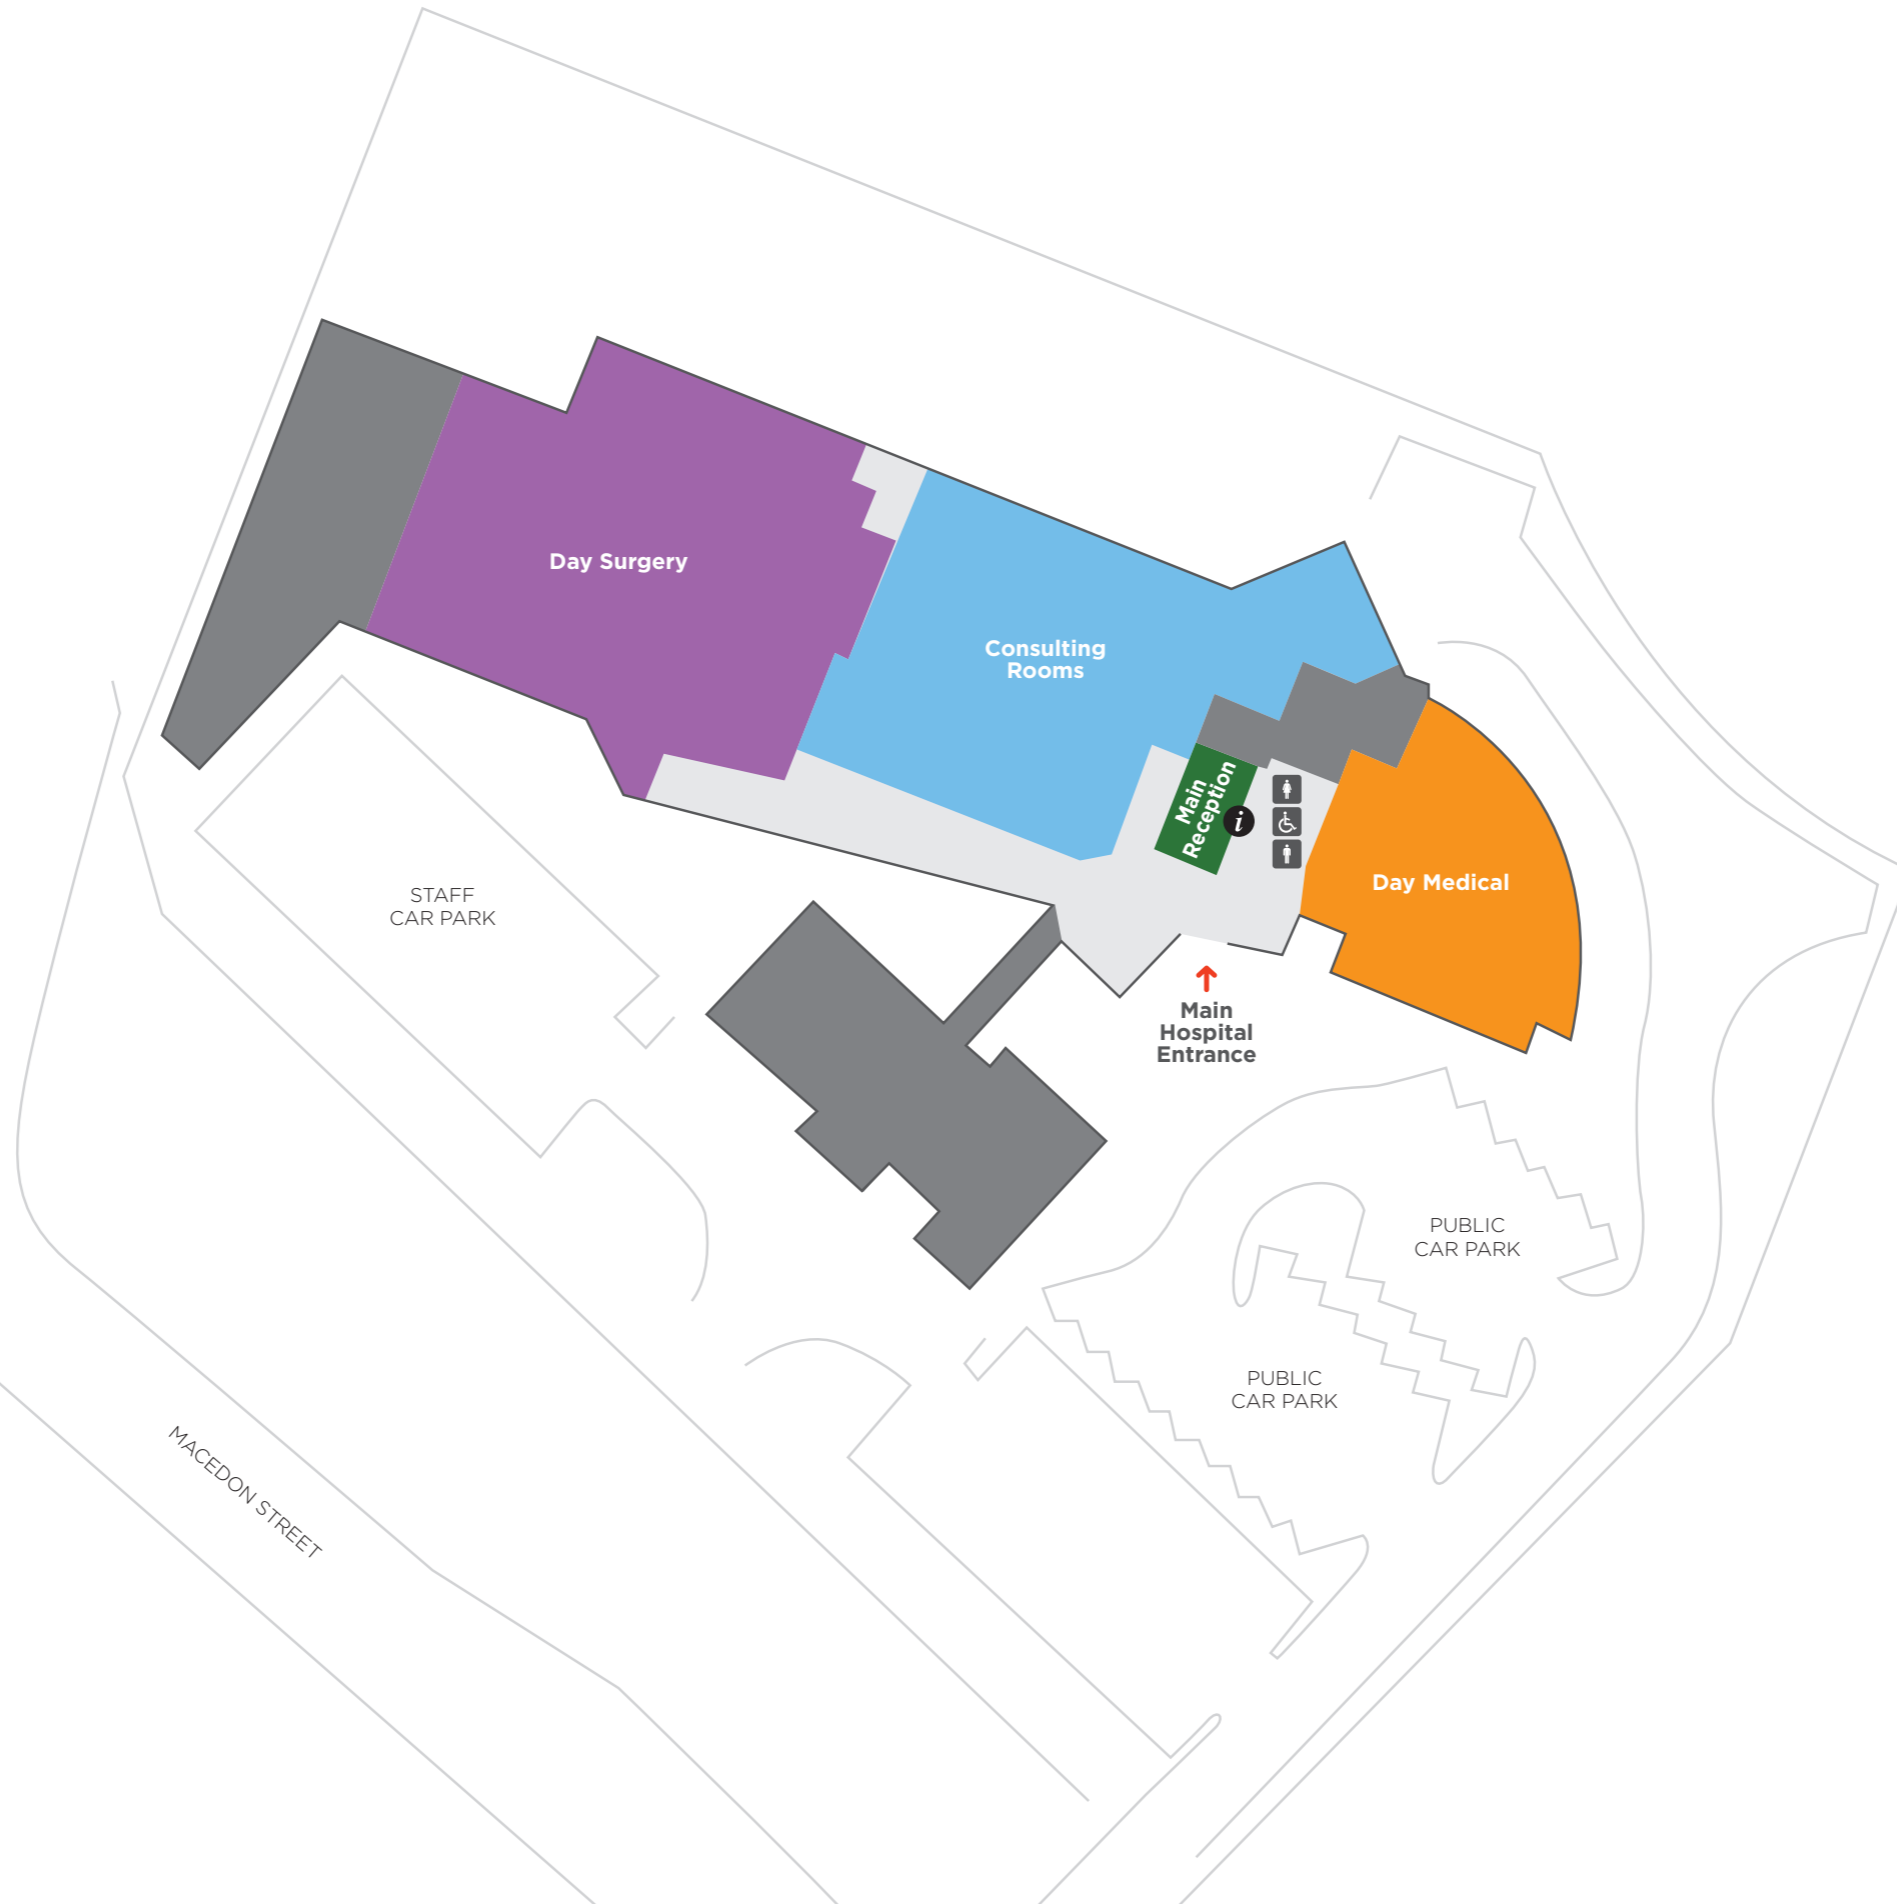 Day Surgery
Consulting
Rooms
Main
Reception
i
Day Medical
STAFF
CAR PARK
Main
Hospital
Entrance
PUBLIC
CAR PARK
PUBLIC
CAR PARK
MACEDON STREET